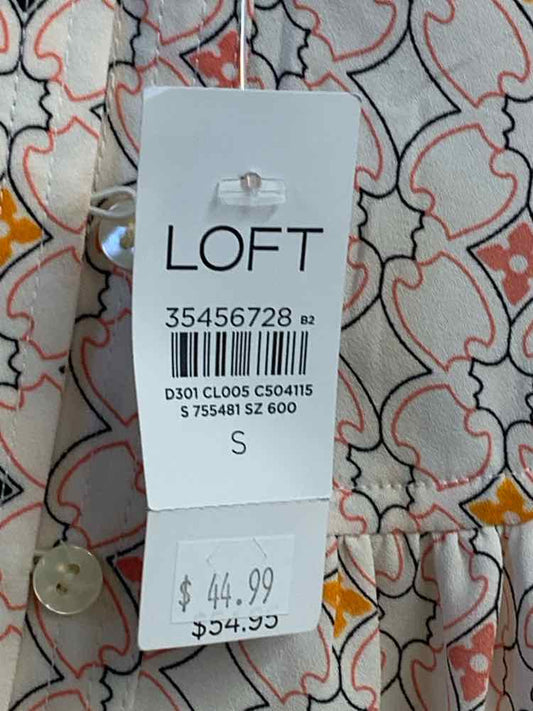 LOFT
35456728 B2
D301 CL005 C504115
S 755481 SZ 600
S
$ 44.99
$54.95